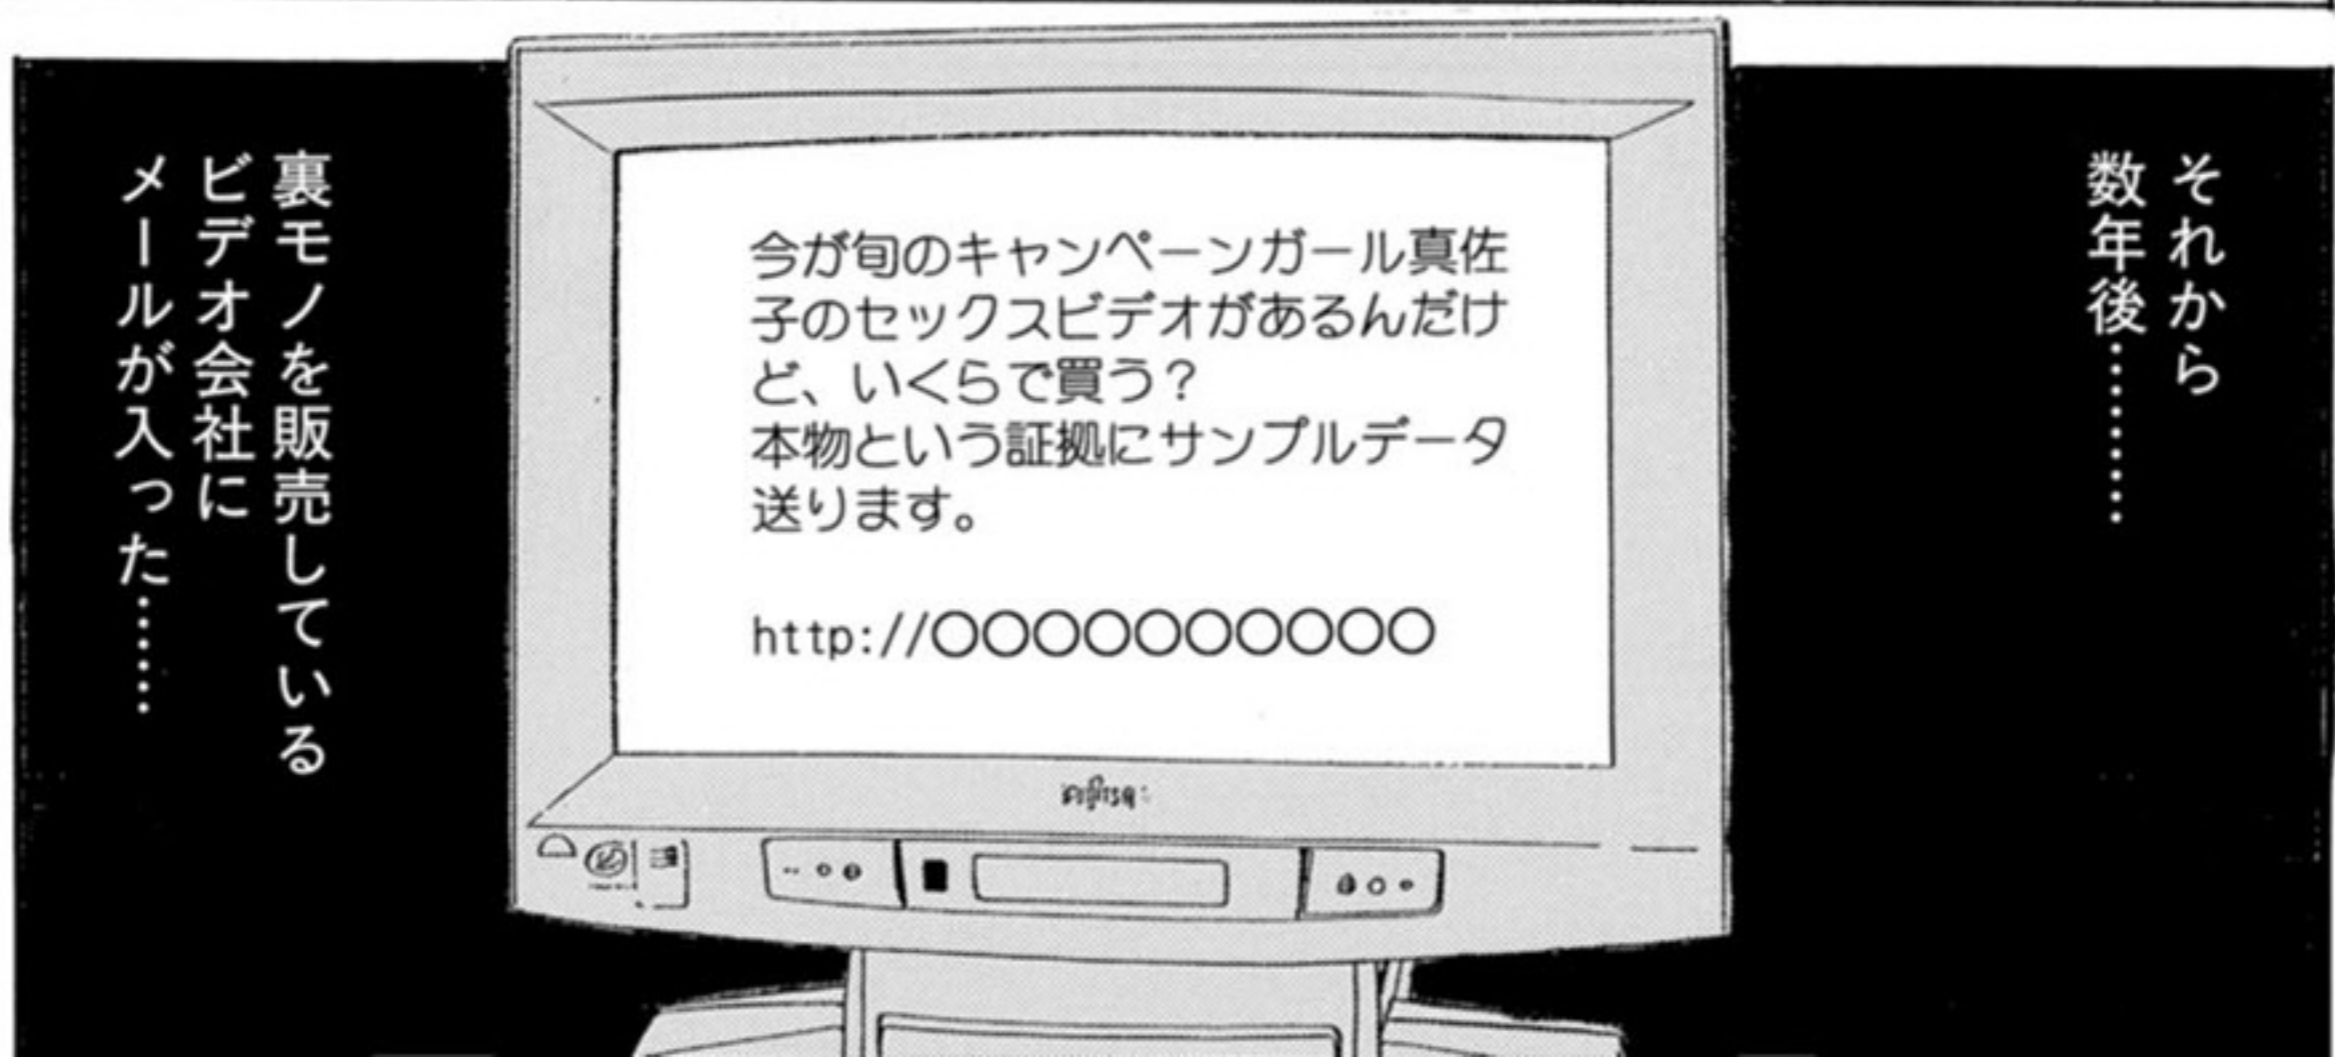 それから
数年後…………
今が旬のキャンペーンガール真佐
子のセックスビデオがあるんだけ
ど、いくらで買う？
本物という証拠にサンプルデータ
送ります。
http://〇〇〇〇〇〇〇〇〇〇
裏モノを販売している
ビデオ会社に
メールが入った……